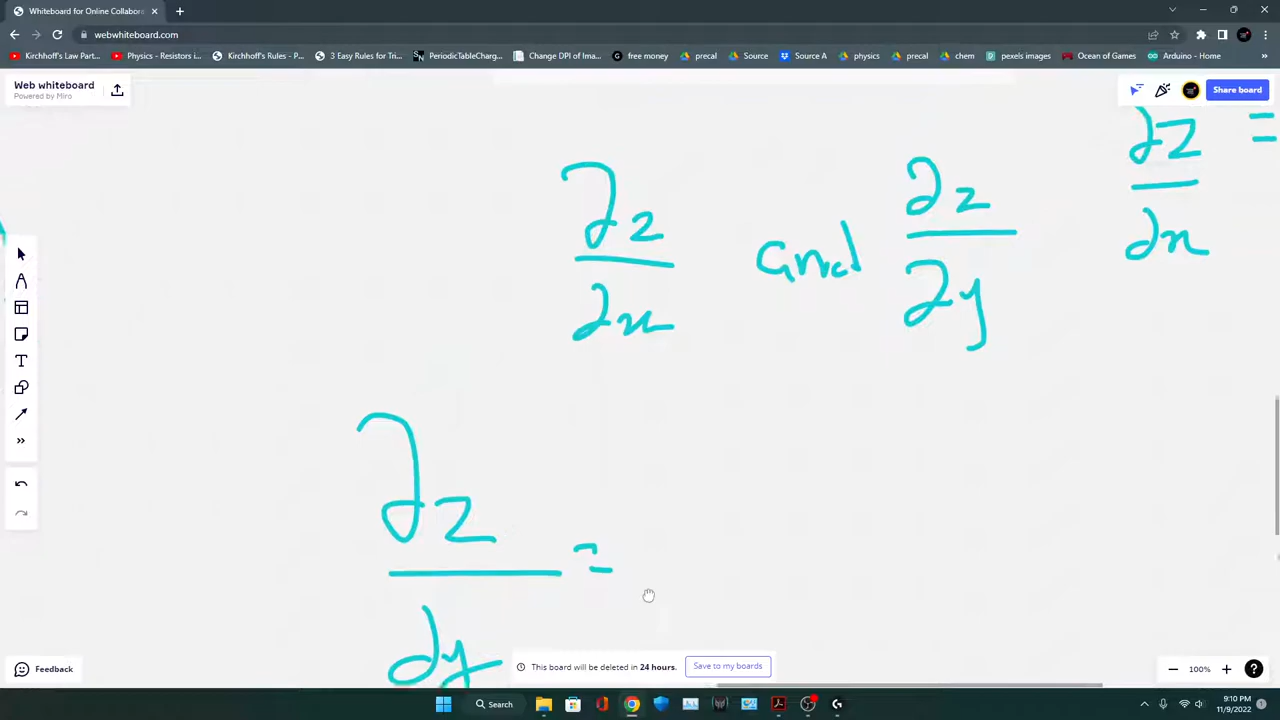 Whiteboard for Online Collabora
webwhiteboard.com
Kirchhoff's Law Part... Physics - Resistors i... Kirchhoff's Rules - P... 3 Easy Rules for Tri... PeriodicTableCharg... Change DPI of Ima... free money precal Source Source A physics precal chem pexels images Ocean of Games Arduino - Home »
Web whiteboard
Powered by Miro
Share board
∂z/∂x and ∂z/∂y
∂z/∂x =
∂z/dy =
Feedback
This board will be deleted in 24 hours. Save to my boards
100%
Search
9:10 PM
11/9/2022